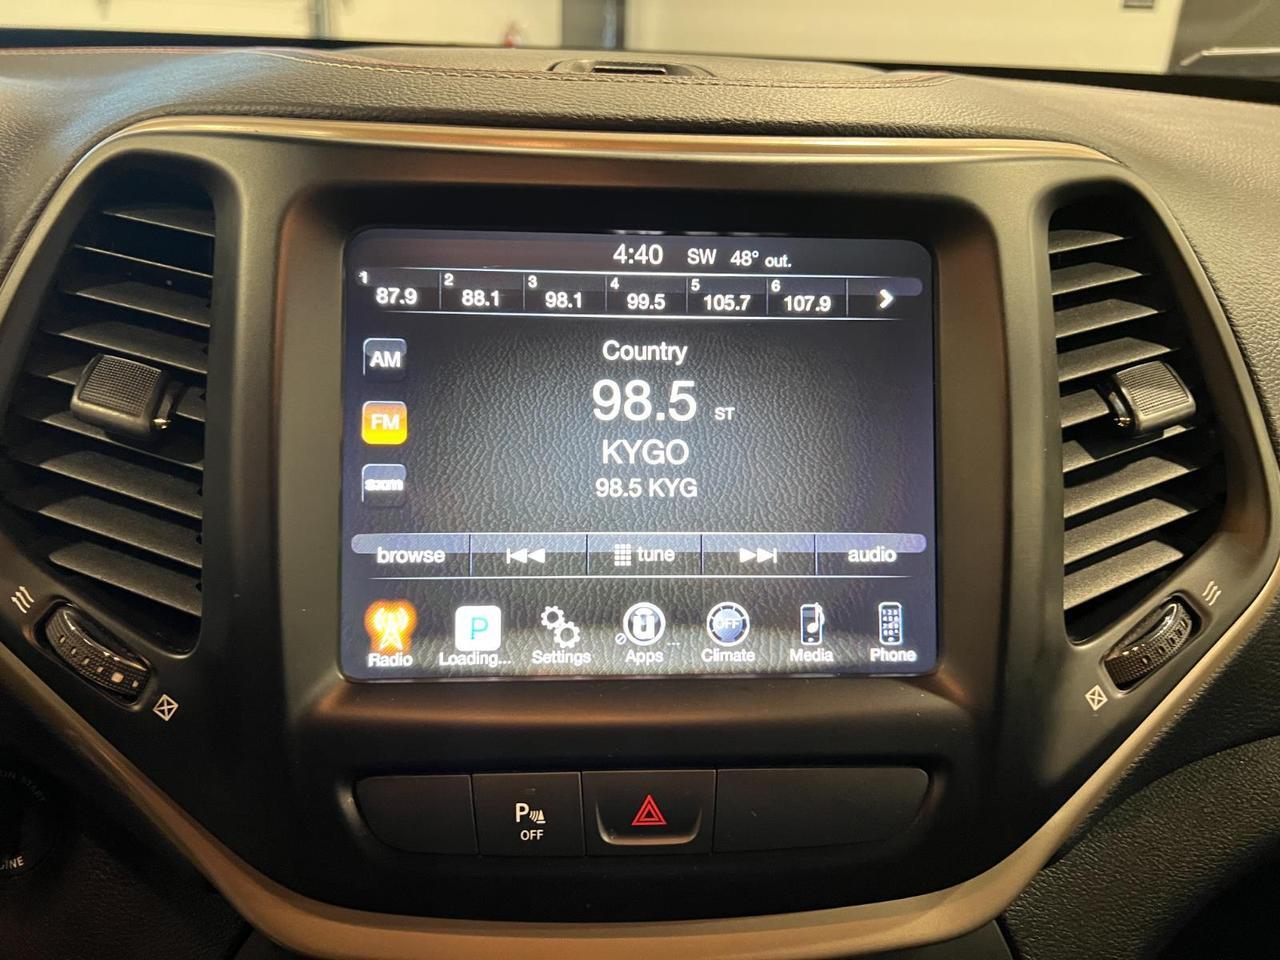 4:40 SW 48° out.
1 87.9 2 88.1 3 98.1 4 99.5 5 105.7 6 107.9
AM
Country
98.5 ST
FM
KYGO
sxm
98.5 KYG
browse tune audio
P OFF
Radio Loading... Settings Apps Climate Media Phone
P
OFF